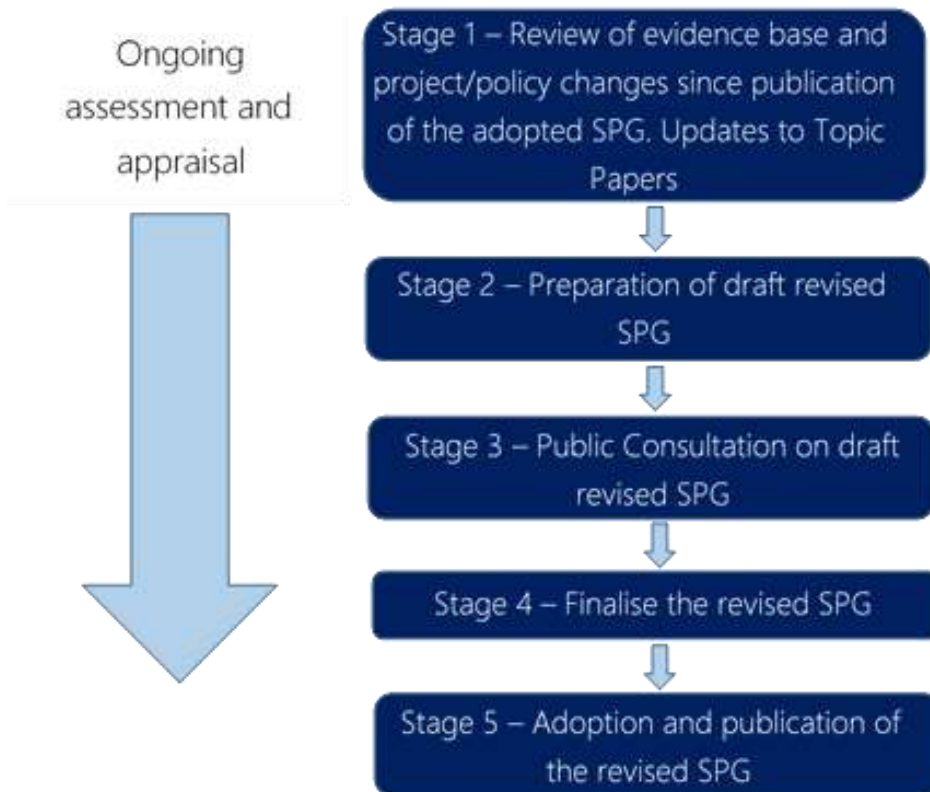 Ongoing
assessment and
appraisal
Stage 1 – Review of evidence base and
project/policy changes since publication
of the adopted SPG. Updates to Topic
Papers
Stage 2 – Preparation of draft revised
SPG
Stage 3 – Public Consultation on draft
revised SPG
Stage 4 – Finalise the revised SPG
Stage 5 – Adoption and publication of
the revised SPG